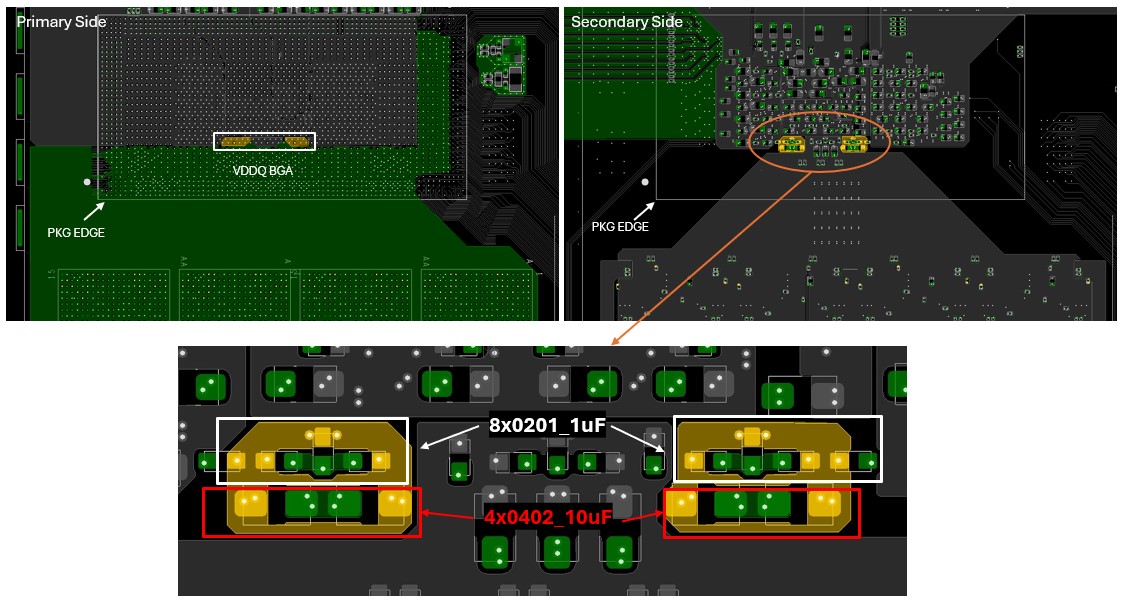 Primary Side
VDDQ BGA
PKG EDGE
Secondary Side
PKG EDGE
8x0201_1uF
4x0402_10uF